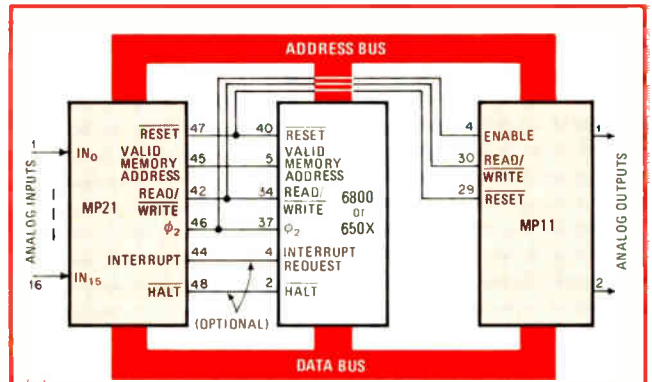 ADDRESS BUS
ANALOG INPUTS
1
16
IN0
IN15
MP21
RESET
VALID
MEMORY
ADDRESS
READ/
WRITE
ϕ2
INTERRUPT
HALT
47
45
42
46
44
48
(OPTIONAL)
40
5
34
37
4
2
RESET
VALID
MEMORY
ADDRESS
READ/
WRITE
ϕ2
INTERRUPT
REQUEST
HALT
6800
or
650X
4
30
29
ENABLE
READ/
WRITE
RESET
MP11
1
2
ANALOG OUTPUTS
DATA BUS